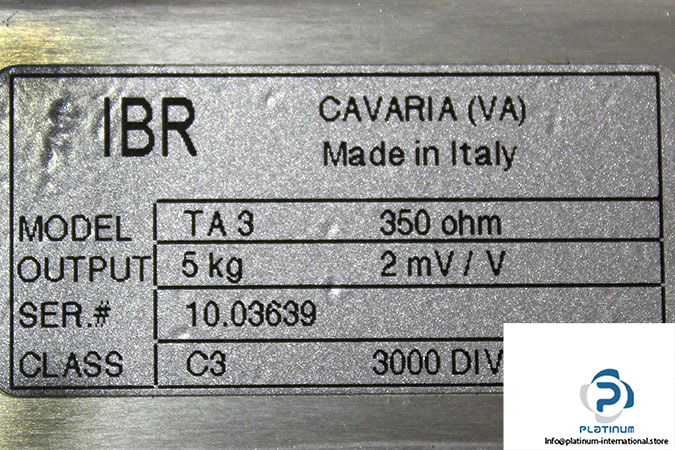 IBR
CAVARIA (VA)
Made in Italy
MODEL TA 3 350 ohm
OUTPUT 5 kg 2 mV / V
SER.# 10.03639
CLASS C3 3000 DIV
PLATINUM
Info@platinum-international.store